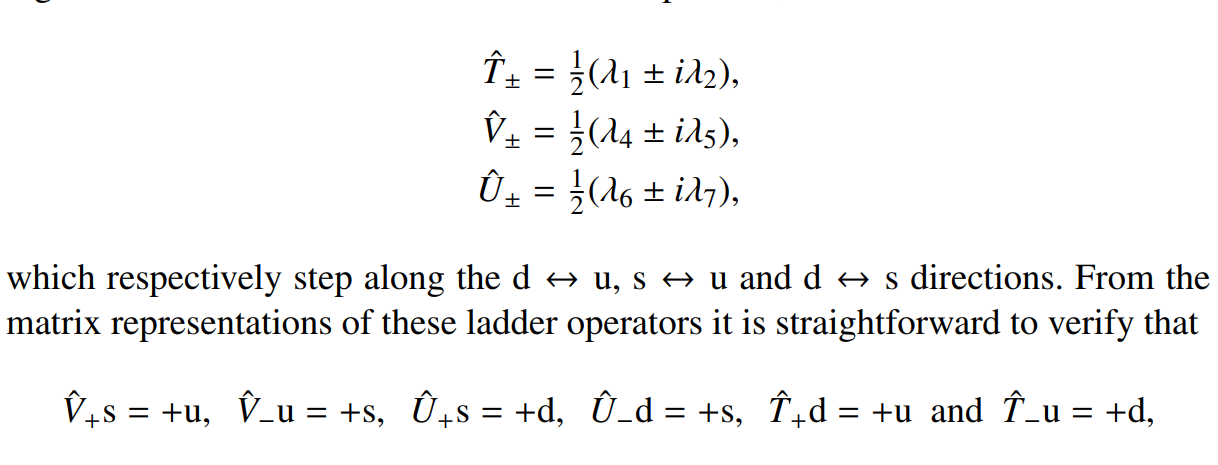 T̂± = ½(λ₁ ± iλ₂),
V̂± = ½(λ₄ ± iλ₅),
Û± = ½(λ₆ ± iλ₇),
which respectively step along the d ↔ u, s ↔ u and d ↔ s directions. From the
matrix representations of these ladder operators it is straightforward to verify that
V̂₊s = +u, V̂₋u = +s, Û₊s = +d, Û₋d = +s, T̂₊d = +u and T̂₋u = +d,